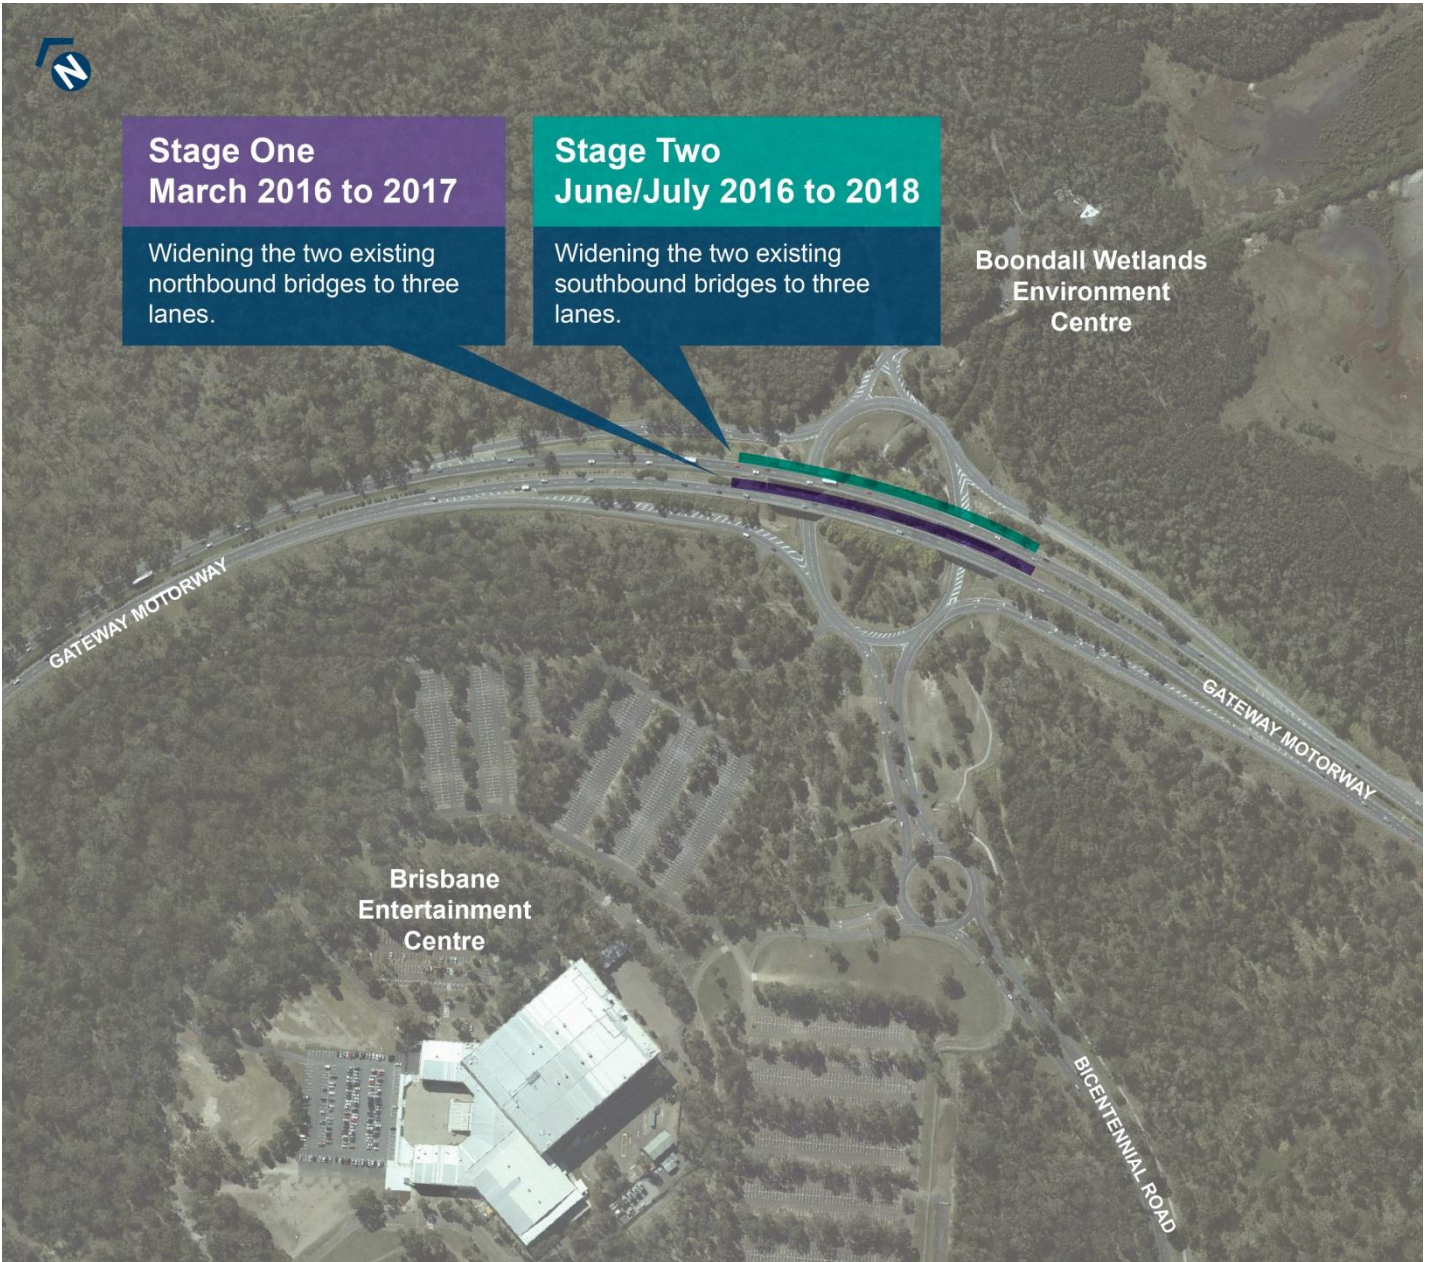 N
Stage One
March 2016 to 2017
Widening the two existing
northbound bridges to three
lanes.
Stage Two
June/July 2016 to 2018
Widening the two existing
southbound bridges to three
lanes.
Boondall Wetlands
Environment
Centre
GATEWAY MOTORWAY
GATEWAY MOTORWAY
Brisbane
Entertainment
Centre
BICENTENNIAL ROAD